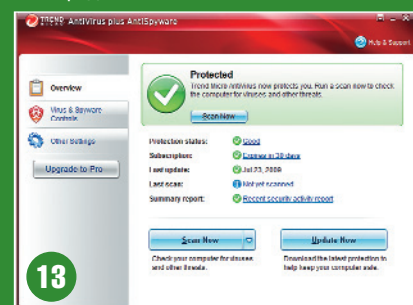 TREND MICRO AntiVirus plus AntiSpyware
Help & Support
Overview
Virus & Spyware
Controls
Other Settings
Upgrade to Pro
Protected
Trend Micro AntiVirus now protects you. Run a scan now to check
the computer for viruses and other threats.
Scan Now
Protection status: Good
Subscription: Expires in 30 days
Last update: Jul 23, 2009
Last scan: Not yet scanned
Summary report: Recent security activity report
Scan Now
Update Now
Check your computer for viruses
and other threats.
Download the latest protection to
help keep your computer safe.
13